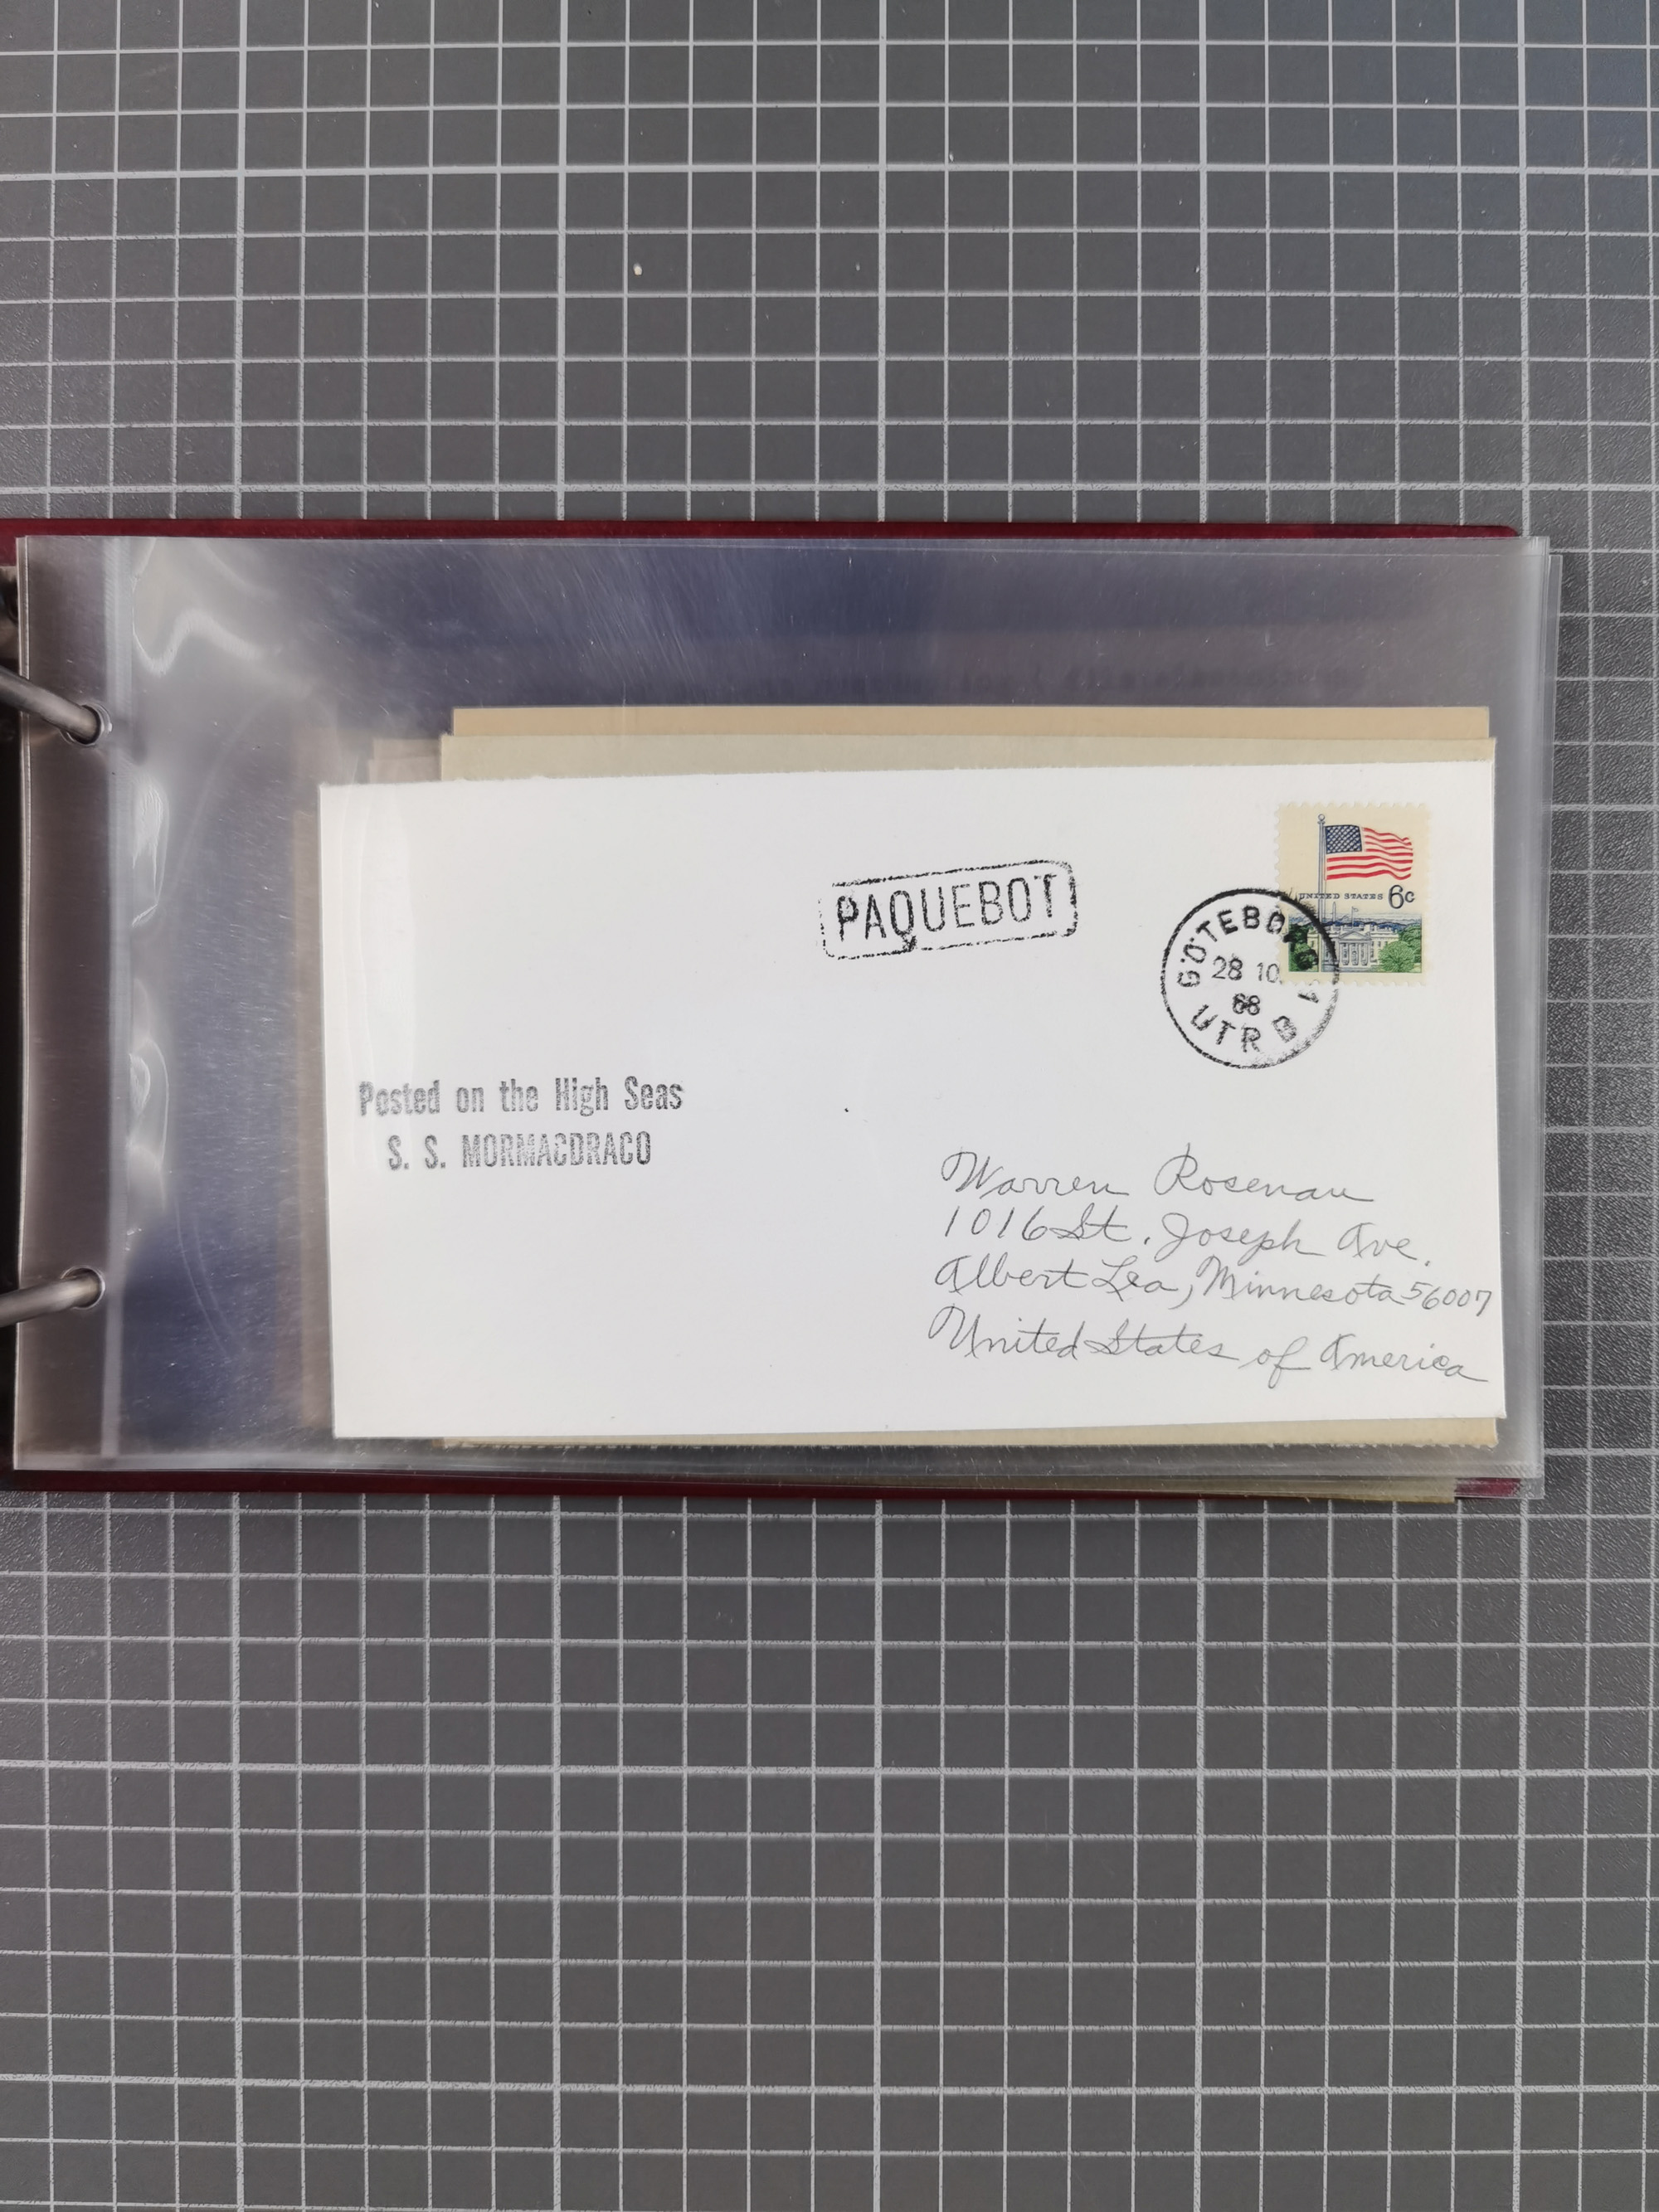 UNITED STATES 6c
PAQUEBOT
GÖTEBORG 1
28 10.
68
UTR B
Posted on the High Seas
S. S. MORMACDRACO
Warren Rosenau
1016 St. Joseph Ave.
Albert Lea, Minnesota 56007
United States of America